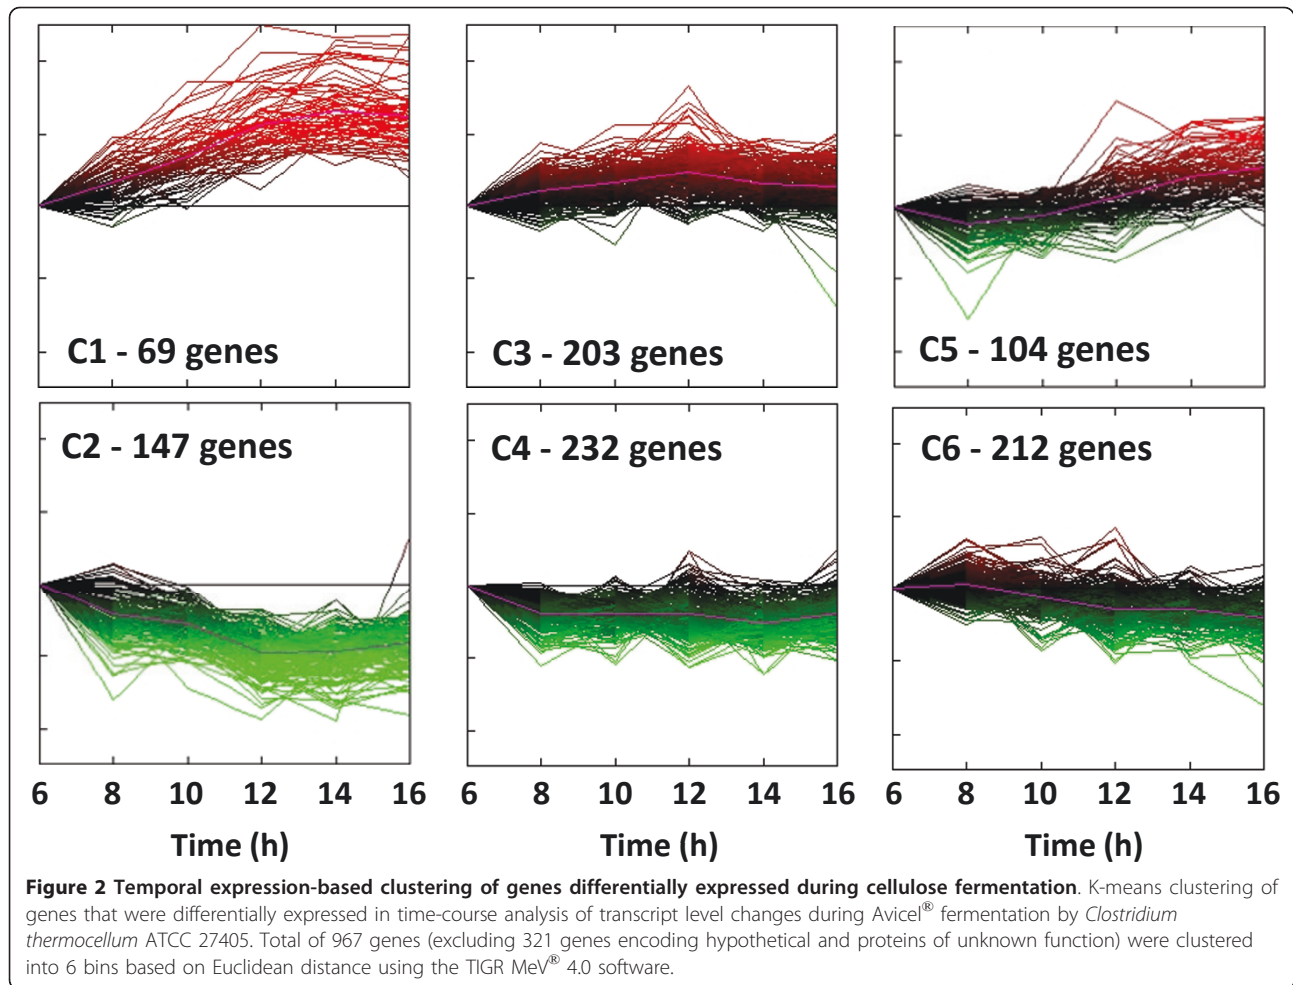 C1 - 69 genes
C3 - 203 genes
C5 - 104 genes
C2 - 147 genes
C4 - 232 genes
C6 - 212 genes
6 8 10 12 14 16
6 8 10 12 14 16
6 8 10 12 14 16
Time (h)
Time (h)
Time (h)
Figure 2 Temporal expression-based clustering of genes differentially expressed during cellulose fermentation. K-means clustering of
genes that were differentially expressed in time-course analysis of transcript level changes during Avicel® fermentation by Clostridium
thermocellum ATCC 27405. Total of 967 genes (excluding 321 genes encoding hypothetical and proteins of unknown function) were clustered
into 6 bins based on Euclidean distance using the TIGR MeV® 4.0 software.